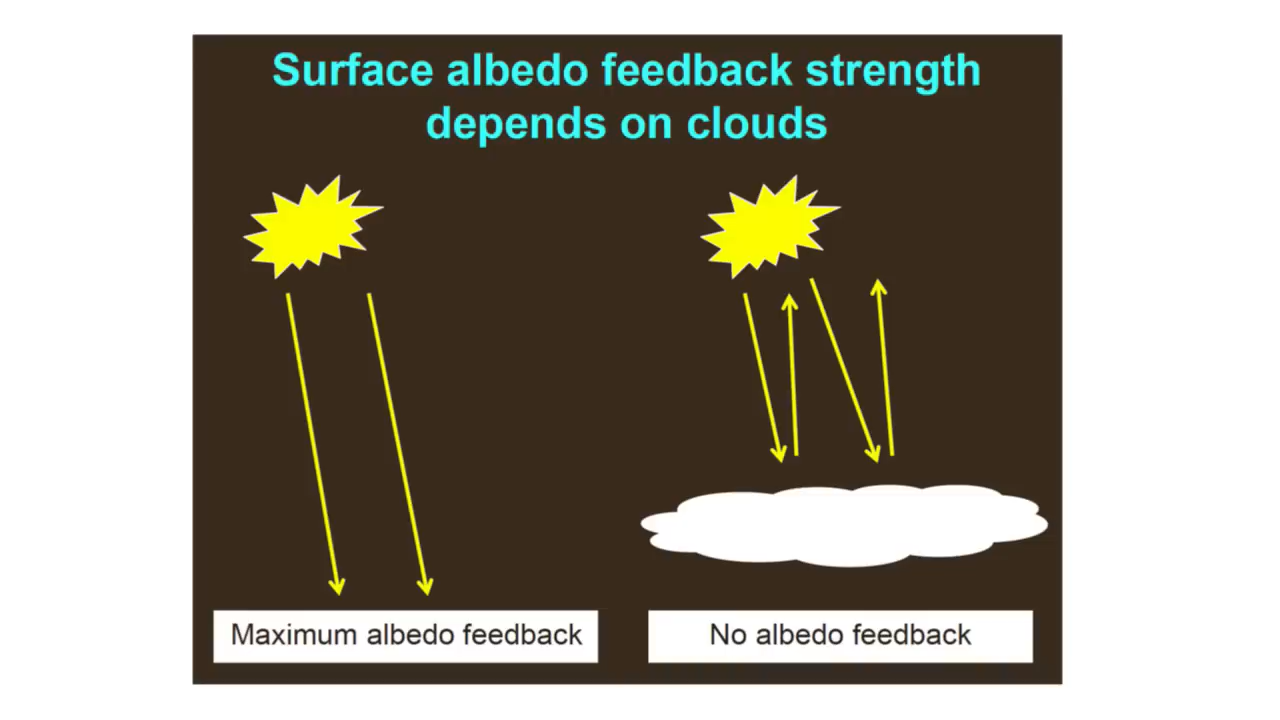 Surface albedo feedback strength
depends on clouds
Maximum albedo feedback
No albedo feedback